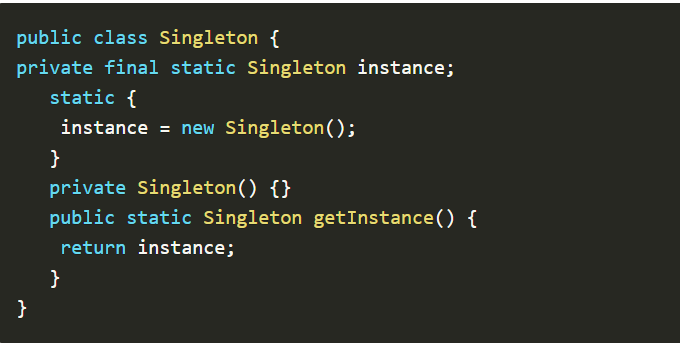 public class Singleton {
private final static Singleton instance;
   static {
    instance = new Singleton();
   }
   private Singleton() {}
   public static Singleton getInstance() {
    return instance;
   }
}